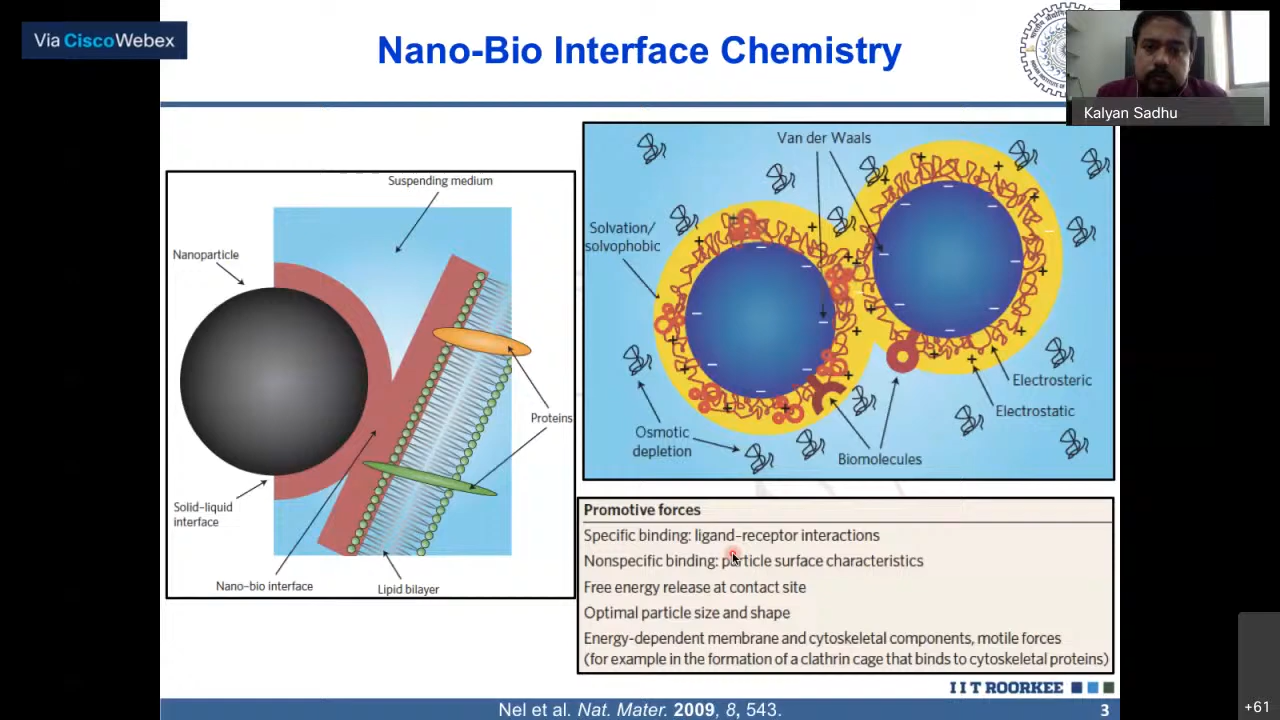 Via CiscoWebex
Nano-Bio Interface Chemistry
Kalyan Sadhu
Suspending medium
Nanoparticle
Proteins
Solid–liquid
interface
Nano–bio interface
Lipid bilayer
Van der Waals
Solvation/
solvophobic
Electrosteric
Electrostatic
Osmotic
depletion
Biomolecules
Promotive forces
Specific binding: ligand–receptor interactions
Nonspecific binding: particle surface characteristics
Free energy release at contact site
Optimal particle size and shape
Energy-dependent membrane and cytoskeletal components, motile forces
(for example in the formation of a clathrin cage that binds to cytoskeletal proteins)
I I T ROORKEE
Nel et al. Nat. Mater. 2009, 8, 543.
3
+61